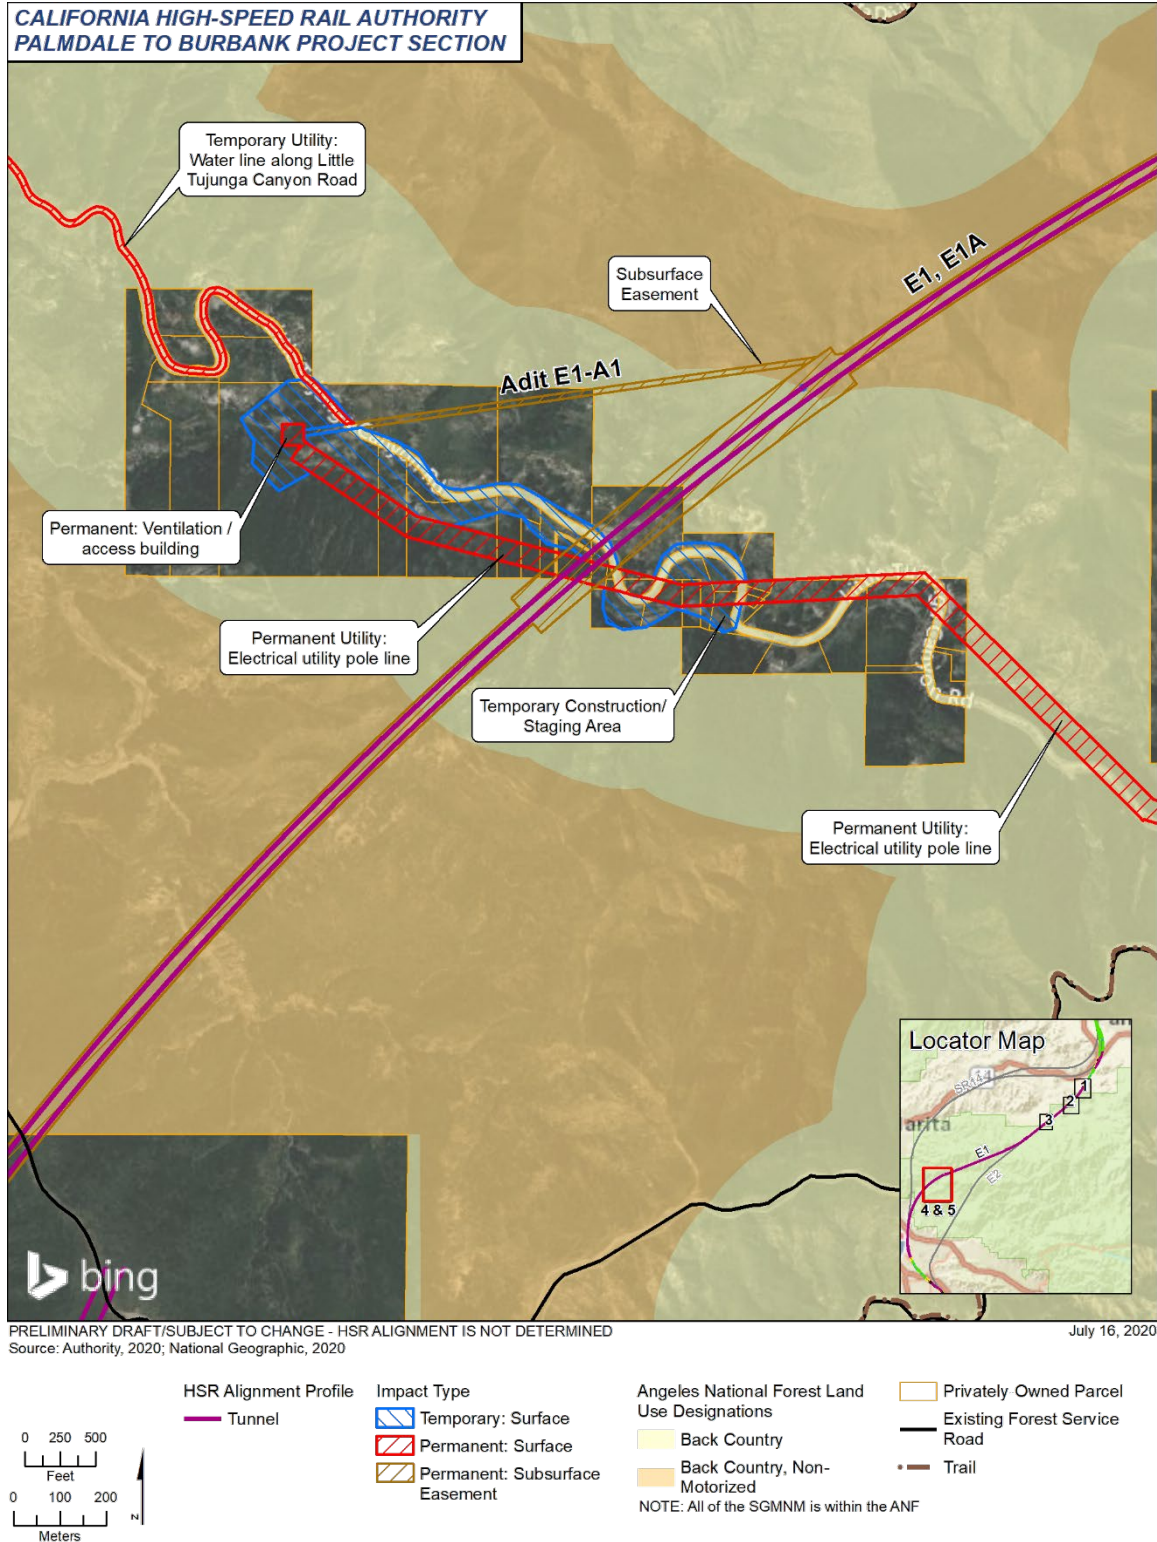 CALIFORNIA HIGH-SPEED RAIL AUTHORITY
PALMDALE TO BURBANK PROJECT SECTION
Temporary Utility:
Water line along Little
Tujunga Canyon Road
Subsurface
Easement
E1, E1A
Adit E1-A1
Permanent: Ventilation /
access building
Permanent Utility:
Electrical utility pole line
Temporary Construction/
Staging Area
Canyon Rd
Permanent Utility:
Electrical utility pole line
Locator Map
SR14A
14
arita
1
2
3
E1
E2
4 & 5
bing
PRELIMINARY DRAFT/SUBJECT TO CHANGE - HSR ALIGNMENT IS NOT DETERMINED
July 16, 2020
Source: Authority, 2020; National Geographic, 2020
HSR Alignment Profile
Tunnel
Impact Type
Temporary: Surface
Permanent: Surface
Permanent: Subsurface
Easement
Angeles National Forest Land
Use Designations
Back Country
Back Country, Non-
Motorized
NOTE: All of the SGMNM is within the ANF
Privately-Owned Parcel
Existing Forest Service
Road
Trail
0 250 500
Feet
0 100 200
Meters
N